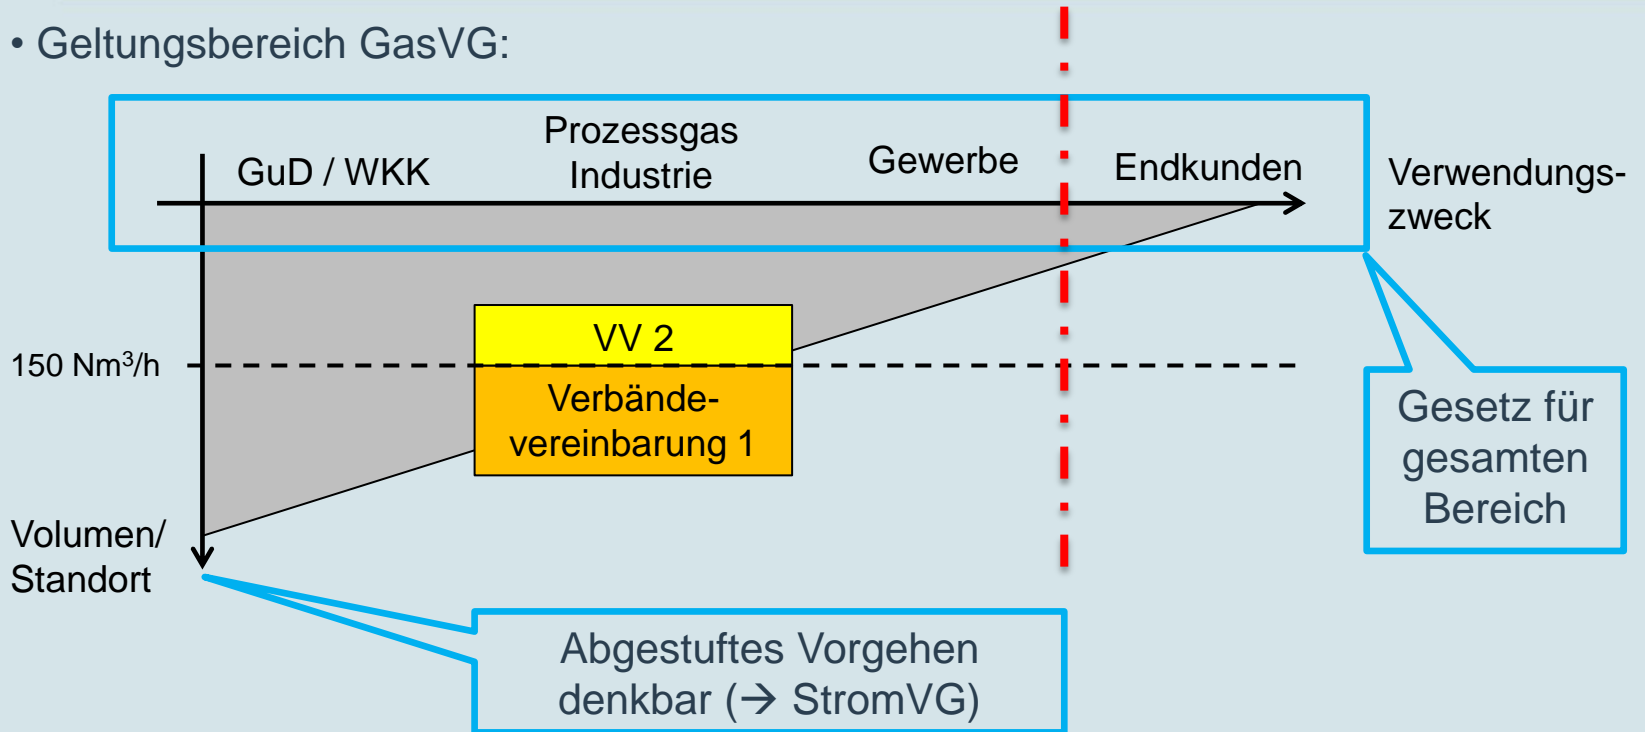 • Geltungsbereich GasVG:
GuD / WKK
Prozessgas
Industrie
Gewerbe
Endkunden
Verwendungs-
zweck
150 Nm³/h
VV 2
Verbände-
vereinbarung 1
Gesetz für
gesamten
Bereich
Volumen/
Standort
Abgestuftes Vorgehen
denkbar (→ StromVG)